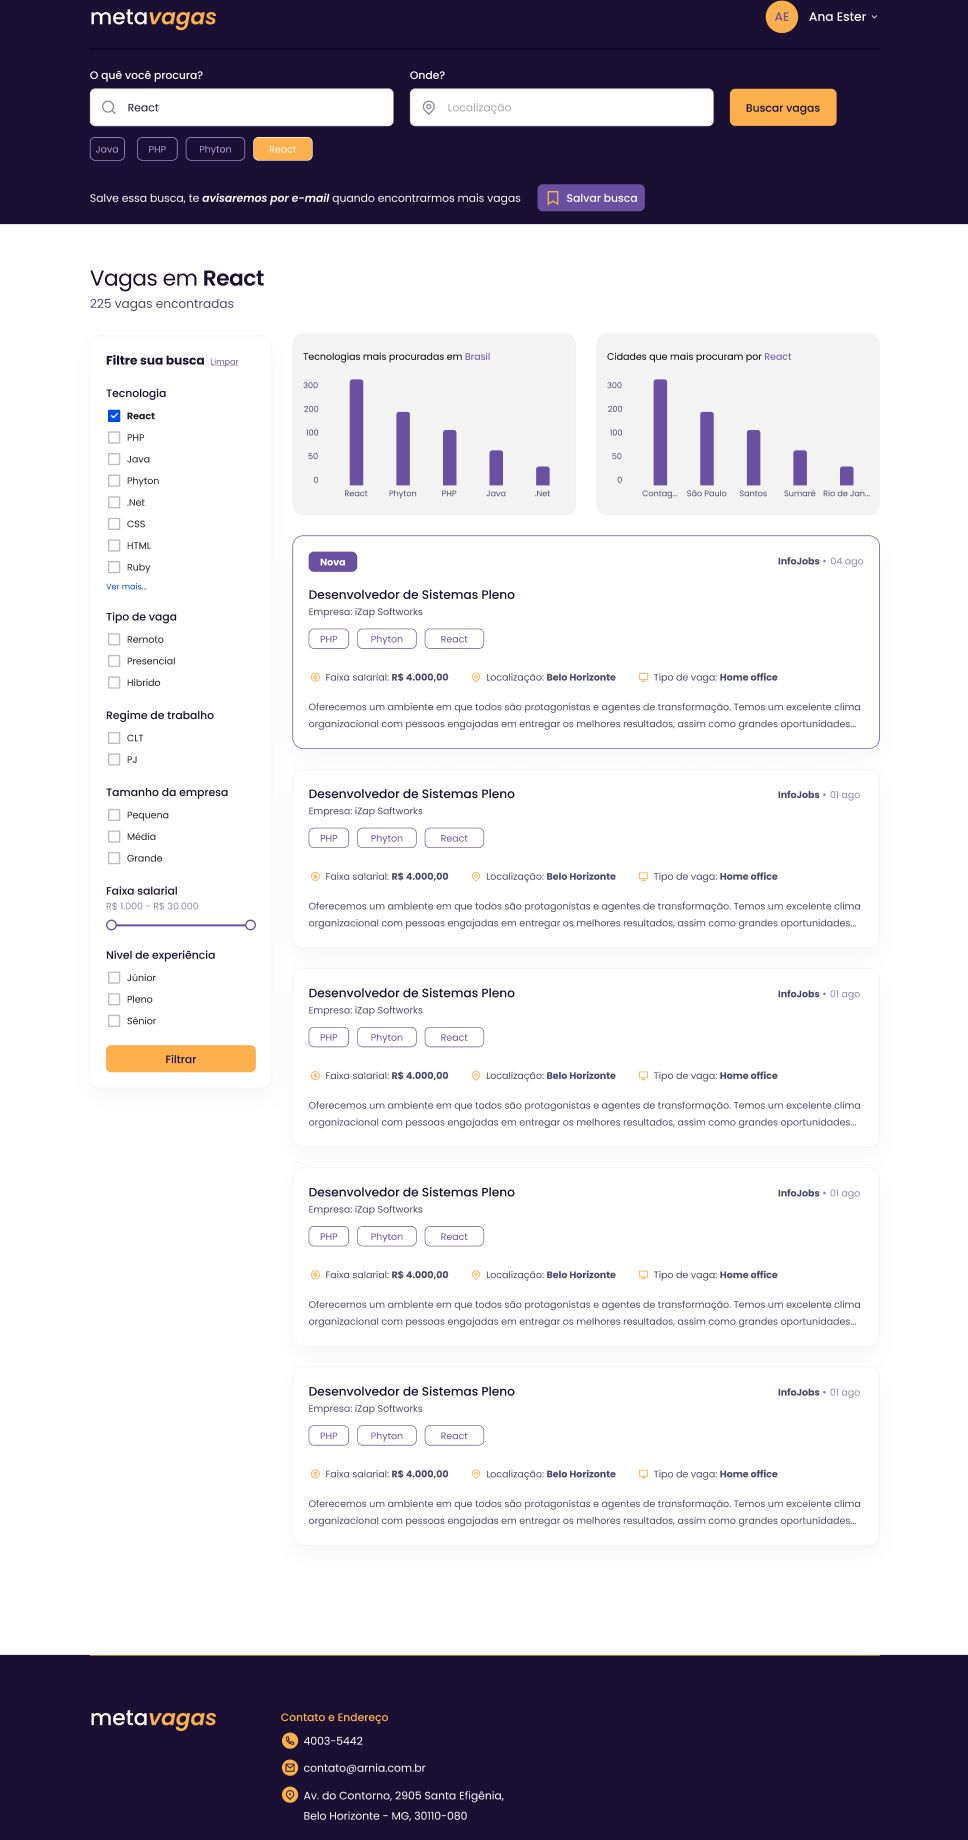 metavagas
AE Ana Ester
O quê você procura?
Onde?
React
Localização
Buscar vagas
Java PHP Phyton React
Salve essa busca, te avisaremos por e-mail quando encontrarmos mais vagas
Salvar busca
Vagas em React
225 vagas encontradas
Filtre sua busca Limpar
Tecnologia
React
PHP
Java
Phyton
.Net
CSS
HTML
Ruby
Ver mais...
Tipo de vaga
Remoto
Presencial
Hibrido
Regime de trabalho
CLT
PJ
Tamanho da empresa
Pequena
Média
Grande
Faixa salarial
R$ 1.000 - R$ 30.000
Nível de experiência
Júnior
Pleno
Sênior
Filtrar
Tecnologias mais procuradas em Brasil
300
200
100
50
0
React Phyton PHP Java .Net
Cidades que mais procuram por React
300
200
100
50
0
Contag... São Paulo Santos Sumaré Rio de Jan...
Nova
InfoJobs • 04 ago
Desenvolvedor de Sistemas Pleno
Empresa: iZap Softworks
PHP Phyton React
Faixa salarial: R$ 4.000,00 Localização: Belo Horizonte Tipo de vaga: Home office
Oferecemos um ambiente em que todos são protagonistas e agentes de transformação. Temos um excelente clima
organizacional com pessoas engajadas em entregar os melhores resultados, assim como grandes oportunidades...
Desenvolvedor de Sistemas Pleno
InfoJobs • 01 ago
Empresa: iZap Softworks
PHP Phyton React
Faixa salarial: R$ 4.000,00 Localização: Belo Horizonte Tipo de vaga: Home office
Oferecemos um ambiente em que todos são protagonistas e agentes de transformação. Temos um excelente clima
organizacional com pessoas engajadas em entregar os melhores resultados, assim como grandes oportunidades...
Desenvolvedor de Sistemas Pleno
InfoJobs • 01 ago
Empresa: iZap Softworks
PHP Phyton React
Faixa salarial: R$ 4.000,00 Localização: Belo Horizonte Tipo de vaga: Home office
Oferecemos um ambiente em que todos são protagonistas e agentes de transformação. Temos um excelente clima
organizacional com pessoas engajadas em entregar os melhores resultados, assim como grandes oportunidades...
Desenvolvedor de Sistemas Pleno
InfoJobs • 01 ago
Empresa: iZap Softworks
PHP Phyton React
Faixa salarial: R$ 4.000,00 Localização: Belo Horizonte Tipo de vaga: Home office
Oferecemos um ambiente em que todos são protagonistas e agentes de transformação. Temos um excelente clima
organizacional com pessoas engajadas em entregar os melhores resultados, assim como grandes oportunidades...
Desenvolvedor de Sistemas Pleno
InfoJobs • 01 ago
Empresa: iZap Softworks
PHP Phyton React
Faixa salarial: R$ 4.000,00 Localização: Belo Horizonte Tipo de vaga: Home office
Oferecemos um ambiente em que todos são protagonistas e agentes de transformação. Temos um excelente clima
organizacional com pessoas engajadas em entregar os melhores resultados, assim como grandes oportunidades...
metavagas
Contato e Endereço
4003-5442
contato@arnia.com.br
Av. do Contorno, 2905 Santa Efigênia,
Belo Horizonte - MG, 30110-080